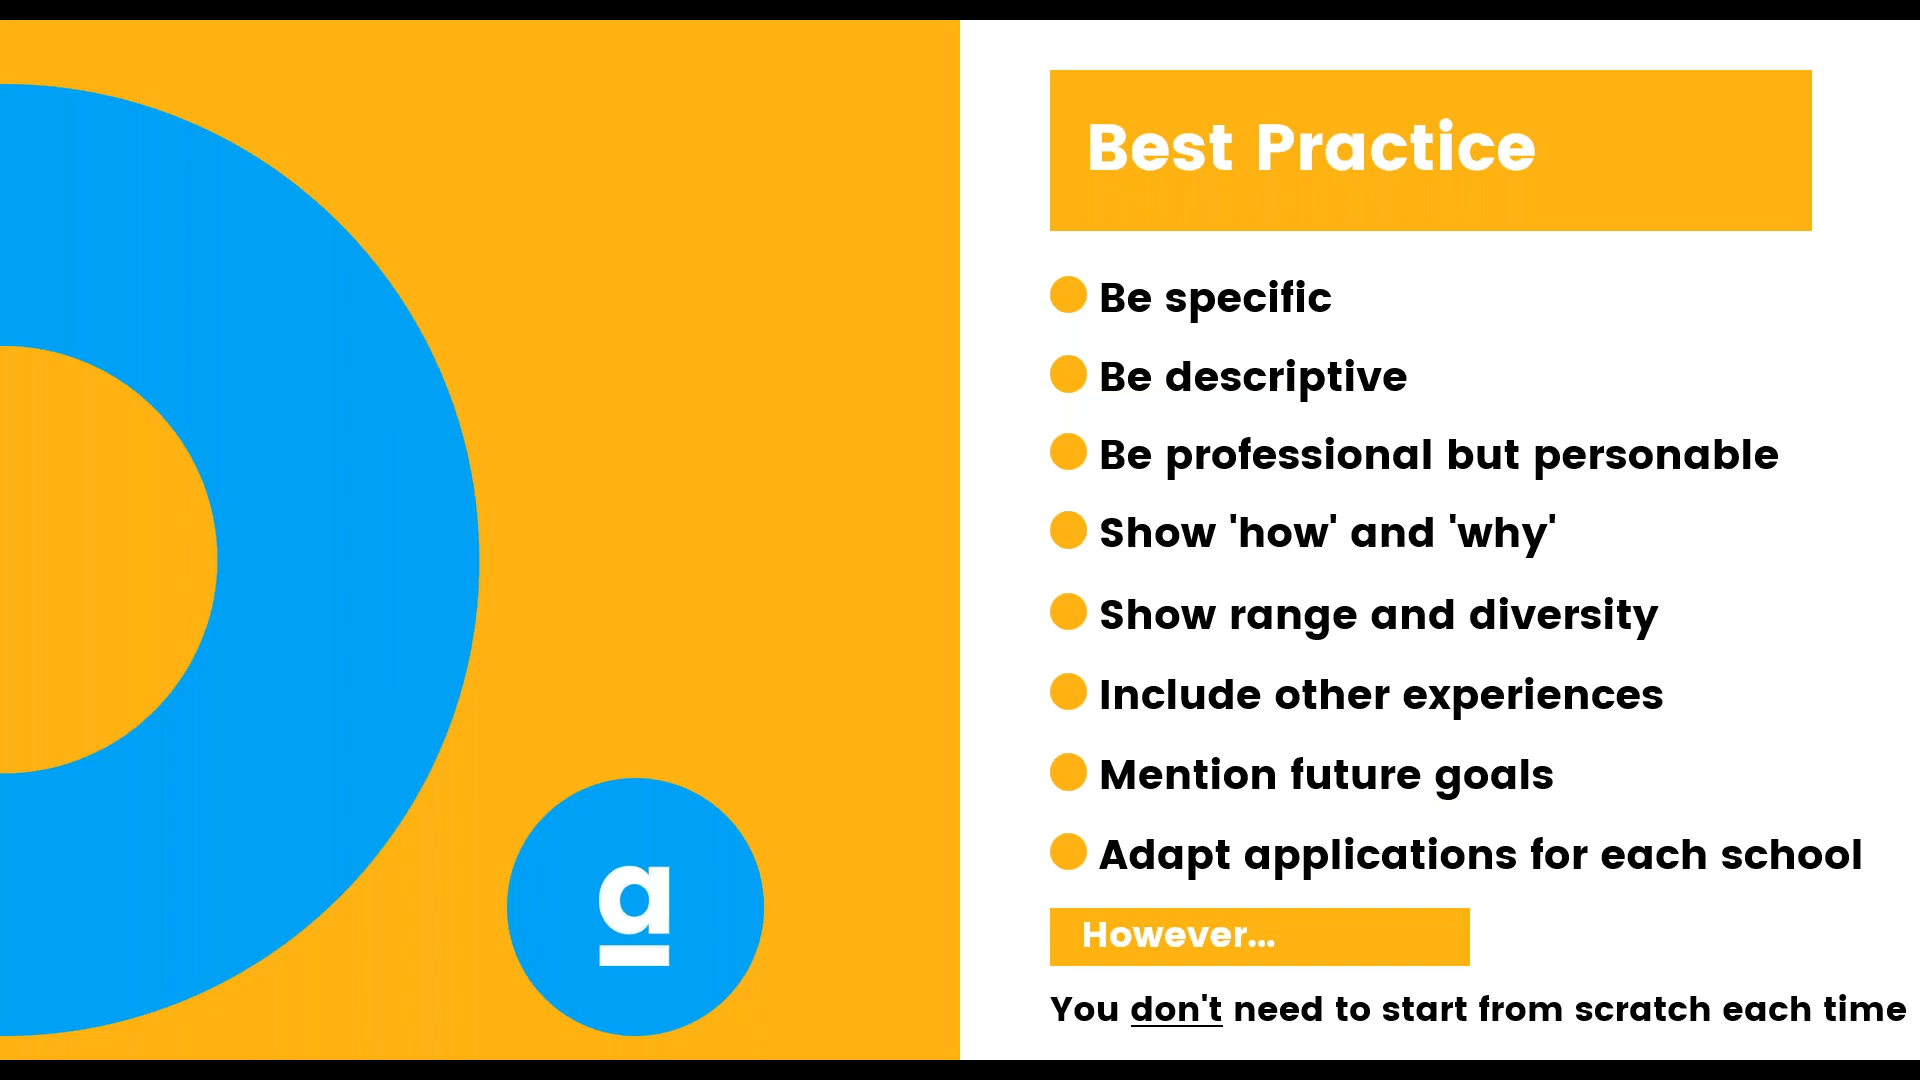 Best Practice
Be specific
Be descriptive
Be professional but personable
Show 'how' and 'why'
Show range and diversity
Include other experiences
Mention future goals
Adapt applications for each school
a
However...
You don't need to start from scratch each time